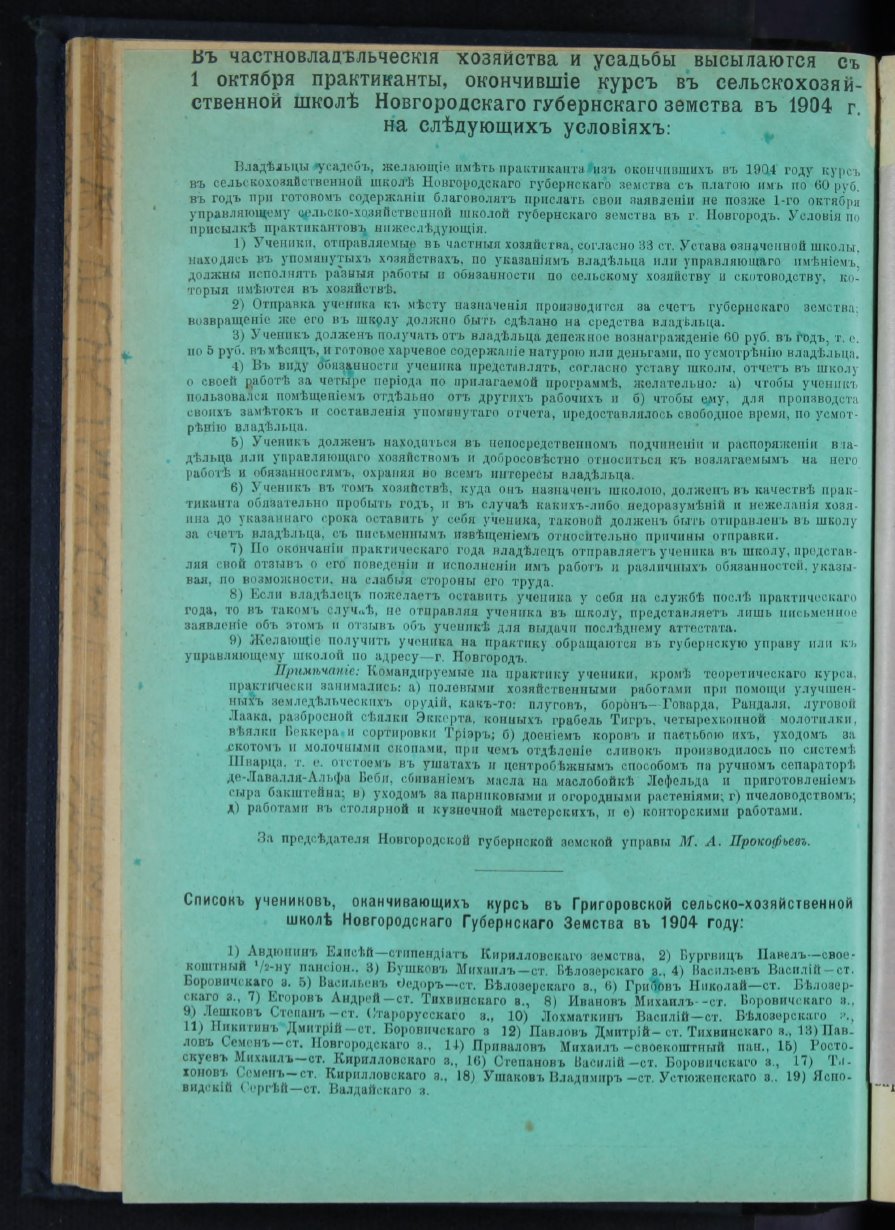 Въ частновладѣльческія хозяйства и усадьбы высылаются съ
1 октября практиканты, окончившіе курсъ въ сельскохозяй-
ственной школѣ Новгородскаго губернскаго земства въ 1904 г.
на слѣдующихъ условіяхъ:
Владѣльцы усадебъ, желающіе имѣть практиканта изъ окончившихъ въ 1904 году курсъ
въ сельскохозяйственной школѣ Новгородскаго губернскаго земства съ платою имъ по 60 руб.
въ годъ при готовомъ содержаніи благоволятъ прислать свои заявленіи не позже 1-го октября
управляющему сельско-хозяйственной школой губернскаго земства въ г. Новгородъ. Условія по
присылкѣ практикантовъ нижеслѣдующія.
1) Ученики, отправляемые въ частныя хозяйства, согласно 33 ст. Устава означенной школы,
находясь въ упомянутыхъ хозяйствахъ, по указаніямъ владѣльца или управляющаго имѣніемъ,
должны исполнять разныя работы и обязанности по сельскому хозяйству и скотоводству, ко-
торыя имѣются въ хозяйствѣ.
2) Отправка ученика къ мѣсту назначенія производится за счетъ губернскаго земства;
возвращеніе же его въ школу должно быть сдѣлано на средства владѣльца.
3) Ученикъ долженъ получать отъ владѣльца денежное вознагражденіе 60 руб. въ годъ, т. е.
по 5 руб. въ мѣсяцъ, и готовое харчевое содержаніе натурою или деньгами, по усмотрѣнію владѣльца.
4) Въ виду обязанности ученика представлять, согласно уставу школы, отчетъ въ школу
о своей работѣ за четыре періода по прилагаемой программѣ, желательно: а) чтобы ученикъ
пользовался помѣщеніемъ отдѣльно отъ другихъ рабочихъ и б) чтобы ему, для производста
своихъ замѣтокъ и составленія упомянутаго отчета, предоставлялось свободное время, по усмот-
рѣнію владѣльца.
5) Ученикъ долженъ находиться въ непосредственномъ подчиненіи и распоряженіи вла-
дѣльца или управляющаго хозяйствомъ и добросовѣстно относиться къ возлагаемымъ на него
работѣ и обязанностямъ, охраняя во всемъ интересы владѣльца.
6) Ученикъ въ томъ хозяйствѣ, куда онъ назначенъ школою, долженъ въ качествѣ прак-
тиканта обязательно пробыть годъ, и въ случаѣ какихъ-либо недоразумѣній и нежеланія хозя-
ина до указаннаго срока оставить у себя ученика, таковой долженъ быть отправленъ въ школу
за счетъ владѣльца, съ письменнымъ извѣщеніемъ относительно причины отправки.
7) По окончаніи практическаго года владѣлецъ отправляетъ ученика въ школу, представ-
ляя свой отзывъ о его поведеніи и исполненіи имъ работъ и различныхъ обязанностей, указы-
вая, по возможности, на слабыя стороны его труда.
8) Если владѣлецъ пожелаетъ оставить ученика у себя на службѣ послѣ практическаго
года, то въ такомъ случаѣ, не отправляя ученика въ школу, представляетъ лишь письменное
заявленіе объ этомъ и отзывъ объ ученикѣ для выдачи послѣднему аттестата.
9) Желающіе получить ученика на практику обращаются въ губернскую управу или къ
управляющему школой по адресу—г. Новгородъ.
Примѣчаніе: Командируемые на практику ученики, кромѣ теоретическаго курса,
практически занимались: а) полевыми хозяйственными работами при помощи улучшен-
ныхъ земледѣльческихъ орудій, какъ-то: плуговъ, боронъ—Говарда, Рандаля, луговой
Лаака, разбросной сѣялки Эккерта, конныхъ грабель Тигръ, четырехконной молотилки,
вѣялки Беккера и сортировки Тріэръ; б) доеніемъ коровъ и пастьбою ихъ, уходомъ за
скотомъ и молочными скопами, при чемъ отдѣленіе сливокъ производилось по системѣ
Шварца, т. е. отстоемъ въ ушатахъ и центробѣжнымъ способомъ на ручномъ сепараторѣ
де-Лавалля-Альфа Беби, сбиваніемъ масла на маслобойкѣ Лефельда и приготовленіемъ
сыра бакштейна; в) уходомъ за парниковыми и огородными растеніями; г) пчеловодствомъ;
д) работами въ столярной и кузнечной мастерскихъ, и е) конторскими работами.
За предсѣдателя Новгородской губернской земской управы М. А. Прокофьевъ.
Списокъ учениковъ, оканчивающихъ курсъ въ Григоровской сельско-хозяйственной
школѣ Новгородскаго Губернскаго Земства въ 1904 году:
1) Авдюнинъ Елисѣй—стипендіатъ Кирилловскаго земства, 2) Бургвицъ Павелъ—свое-
коштный 1/2-ну пансіон., 3) Бушковъ Михаилъ—ст. Бѣлозерскаго з., 4) Васильевъ Василій—ст.
Боровичскаго з. 5) Васильевъ Ѳедоръ—ст. Бѣлозерскаго з., 6) Грибовъ Николай—ст. Бѣлозер-
скаго з., 7) Егоровъ Андрей—ст. Тихвинскаго з., 8) Ивановъ Михаилъ--ст. Боровичскаго з.,
9) Лешковъ Степанъ—ст. Старорусскаго з., 10) Лохматкинъ Василій—ст. Бѣлозерскаго з.,
11) Никитинъ Дмитрій—ст. Боровичскаго з 12) Павловъ Дмитрій—ст. Тихвинскаго з., 13) Пав-
ловъ Семенъ—ст. Новгородскаго з., 14) Приваловъ Михаилъ—своекоштный пан., 15) Росто-
скуевъ Михаилъ—ст. Кирилловскаго з., 16) Степановъ Василій—ст. Боровичскаго з., 17) Ти-
хоновъ Семенъ—ст. Кирилловскаго з., 18) Ушаковъ Владимиръ—ст. Устюженскаго з.. 19) Ясно-
видскій Сергѣй—ст. Валдайскаго з.